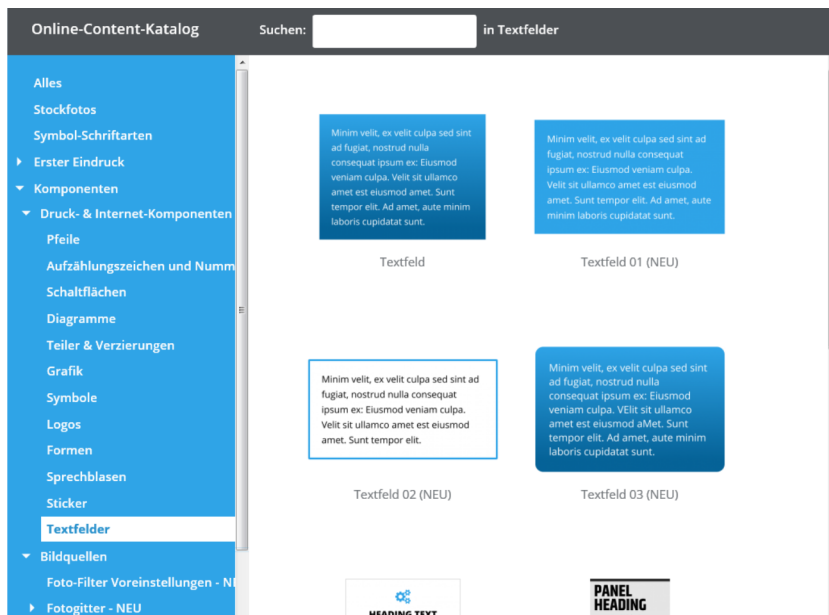 Online-Content-Katalog
Suchen:
in Textfelder
Alles
Stockfotos
Symbol-Schriftarten
Erster Eindruck
Komponenten
Druck- & Internet-Komponenten
Pfeile
Aufzählungszeichen und Numm
Schaltflächen
Diagramme
Teiler & Verzierungen
Grafik
Symbole
Logos
Formen
Sprechblasen
Sticker
Textfelder
Bildquellen
Foto-Filter Voreinstellungen - N
Fotogitter - NEU
Minim velit, ex velit culpa sed sint
ad fugiat, nostrud nulla
consequat ipsum ex: Eiusmod
veniam culpa. Velit sit ullamco
amet est eiusmod amet. Sunt
tempor elit. Ad amet, aute minim
laboris cupidatat sunt.
Textfeld
Minim velit, ex velit culpa sed sint ad
fugiat, nostrud nulla consequat
ipsum ex: Eiusmod veniam culpa.
Velit sit ullamco amet est eiusmod
amet. Sunt tempor elit. Ad amet, aute
minim laboris cupidatat sunt.
Textfeld 01 (NEU)
Minim velit, ex velit culpa sed sint ad
fugiat, nostrud nulla consequat
ipsum ex: Eiusmod veniam culpa.
Velit sit ullamco amet est eiusmod
amet. Sunt tempor elit.
Textfeld 02 (NEU)
Minim velit, ex velit culpa sed sint
ad fugiat, nostrud nulla
consequat ipsum ex: Eiusmod
veniam culpa. VElit sit ullamco
amet est eiusmod aMet. Sunt
tempor elit. Ad amet, aute minim
laboris cupidatat sunt.
Textfeld 03 (NEU)
HEADING TEXT
PANEL
HEADING